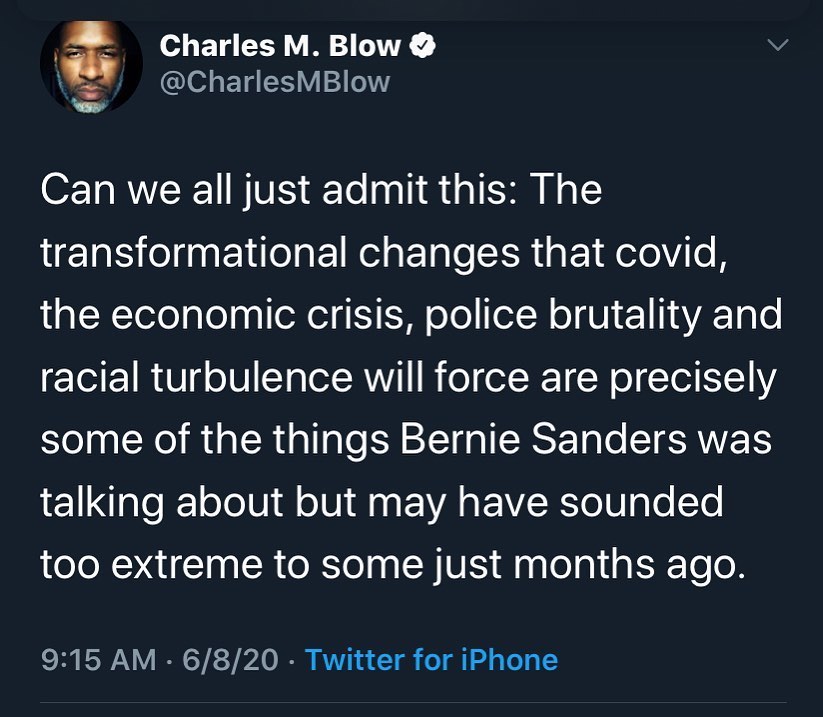 Charles M. Blow
@CharlesMBlow
Can we all just admit this: The
transformational changes that covid,
the economic crisis, police brutality and
racial turbulence will force are precisely
some of the things Bernie Sanders was
talking about but may have sounded
too extreme to some just months ago.
9:15 AM · 6/8/20 · Twitter for iPhone